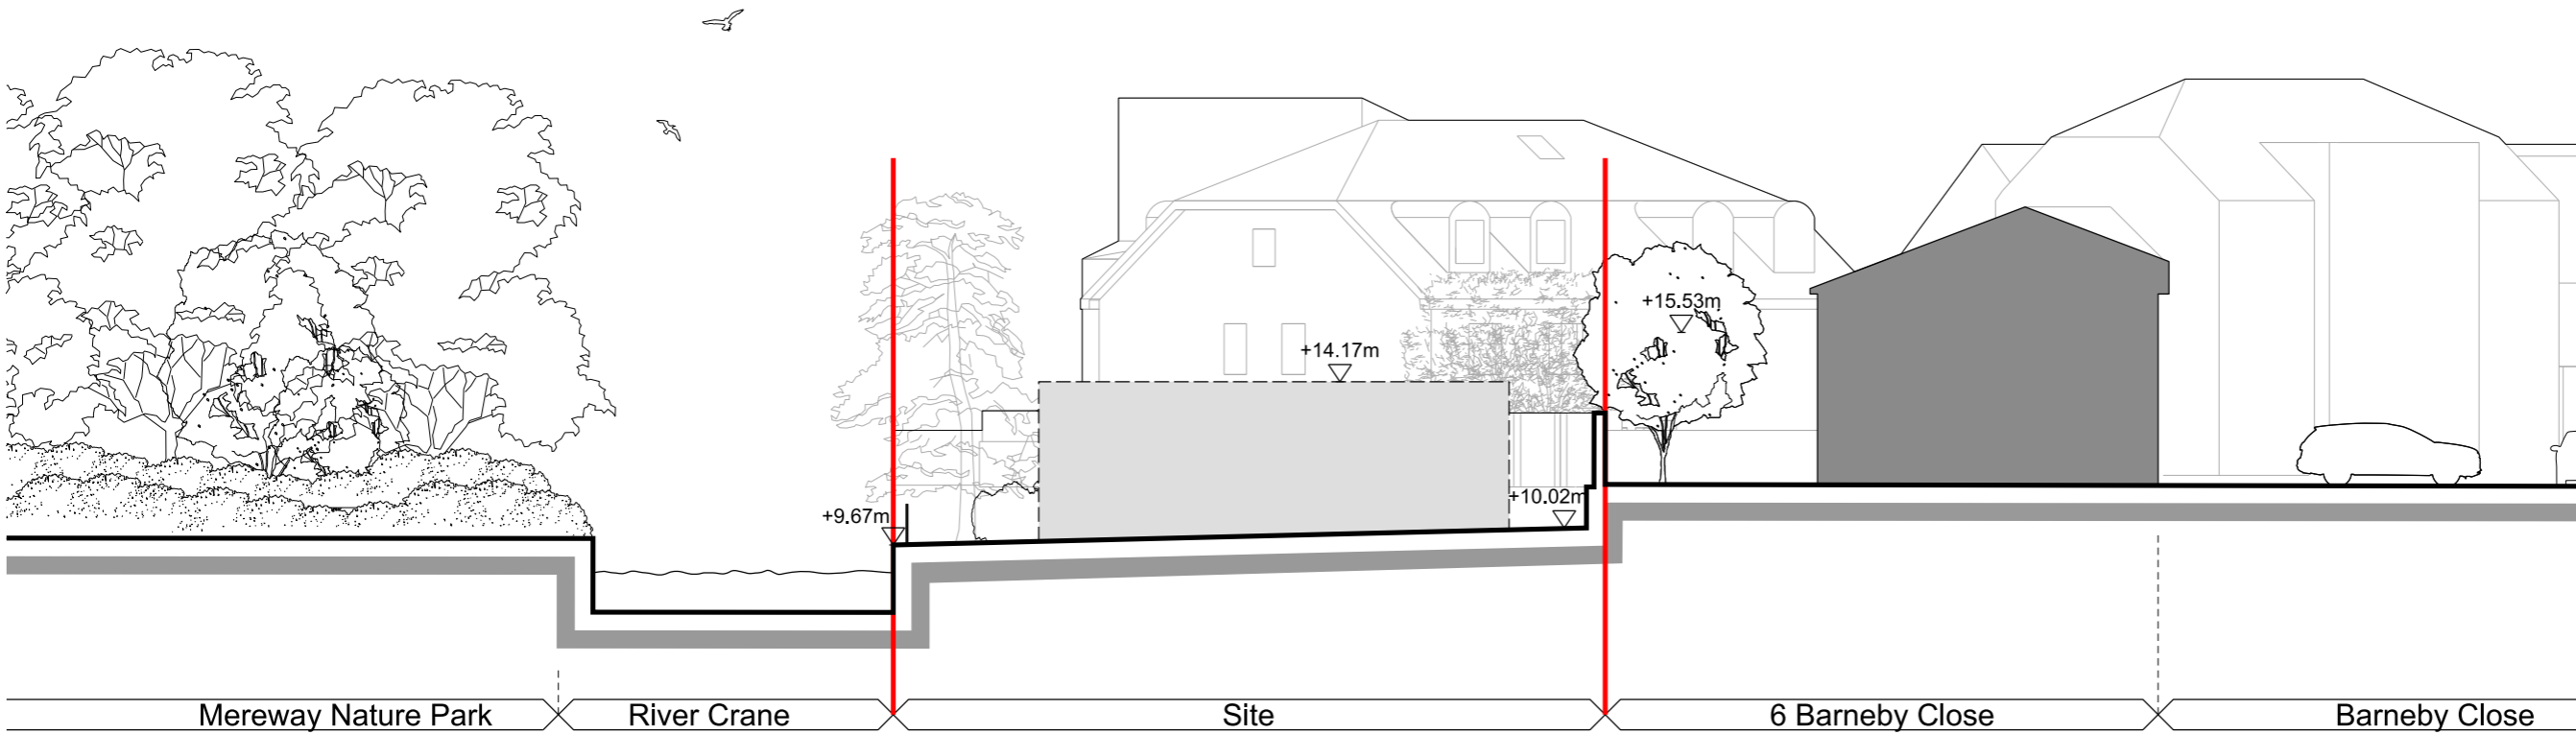 +15.53m
+14.17m
+10.02m
+9.67m
Mereway Nature Park
River Crane
Site
6 Barneby Close
Barneby Close